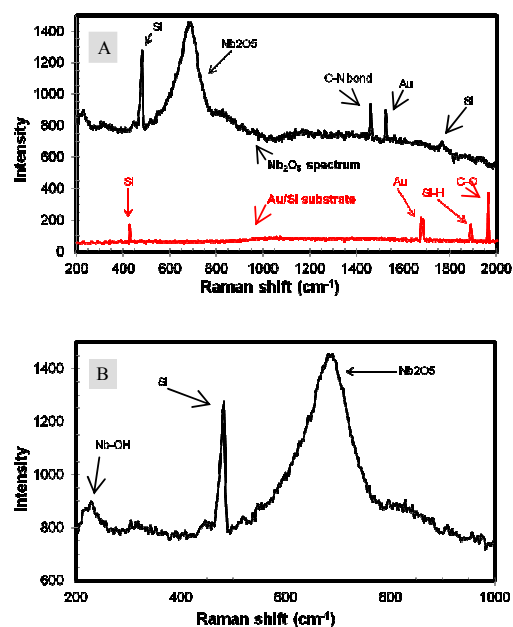 A
1400
1200
1000
800
600
400
200
0
Intensity
Si
Nb2O5
C-N bond
Au
Si
Nb₂O₅ spectrum
Si
Au/Si substrate
Au
Si-H
C-O
200 400 600 800 1000 1200 1400 1600 1800 2000
Raman shift (cm⁻¹)
B
1400
1200
1000
800
600
Intensity
Nb-OH
Si
Nb2O5
200 400 600 800 1000
Raman shift (cm⁻¹)